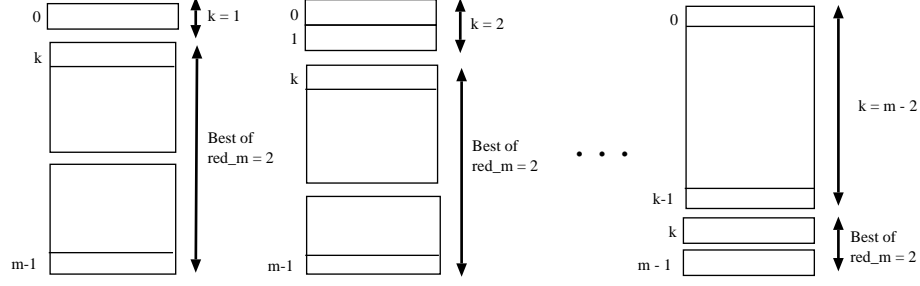 0
k = 1
k
Best of
red_m = 2
m-1
0
1
k = 2
k
Best of
red_m = 2
m-1
. . .
0
k = m - 2
k-1
k
m - 1
Best of
red_m = 2